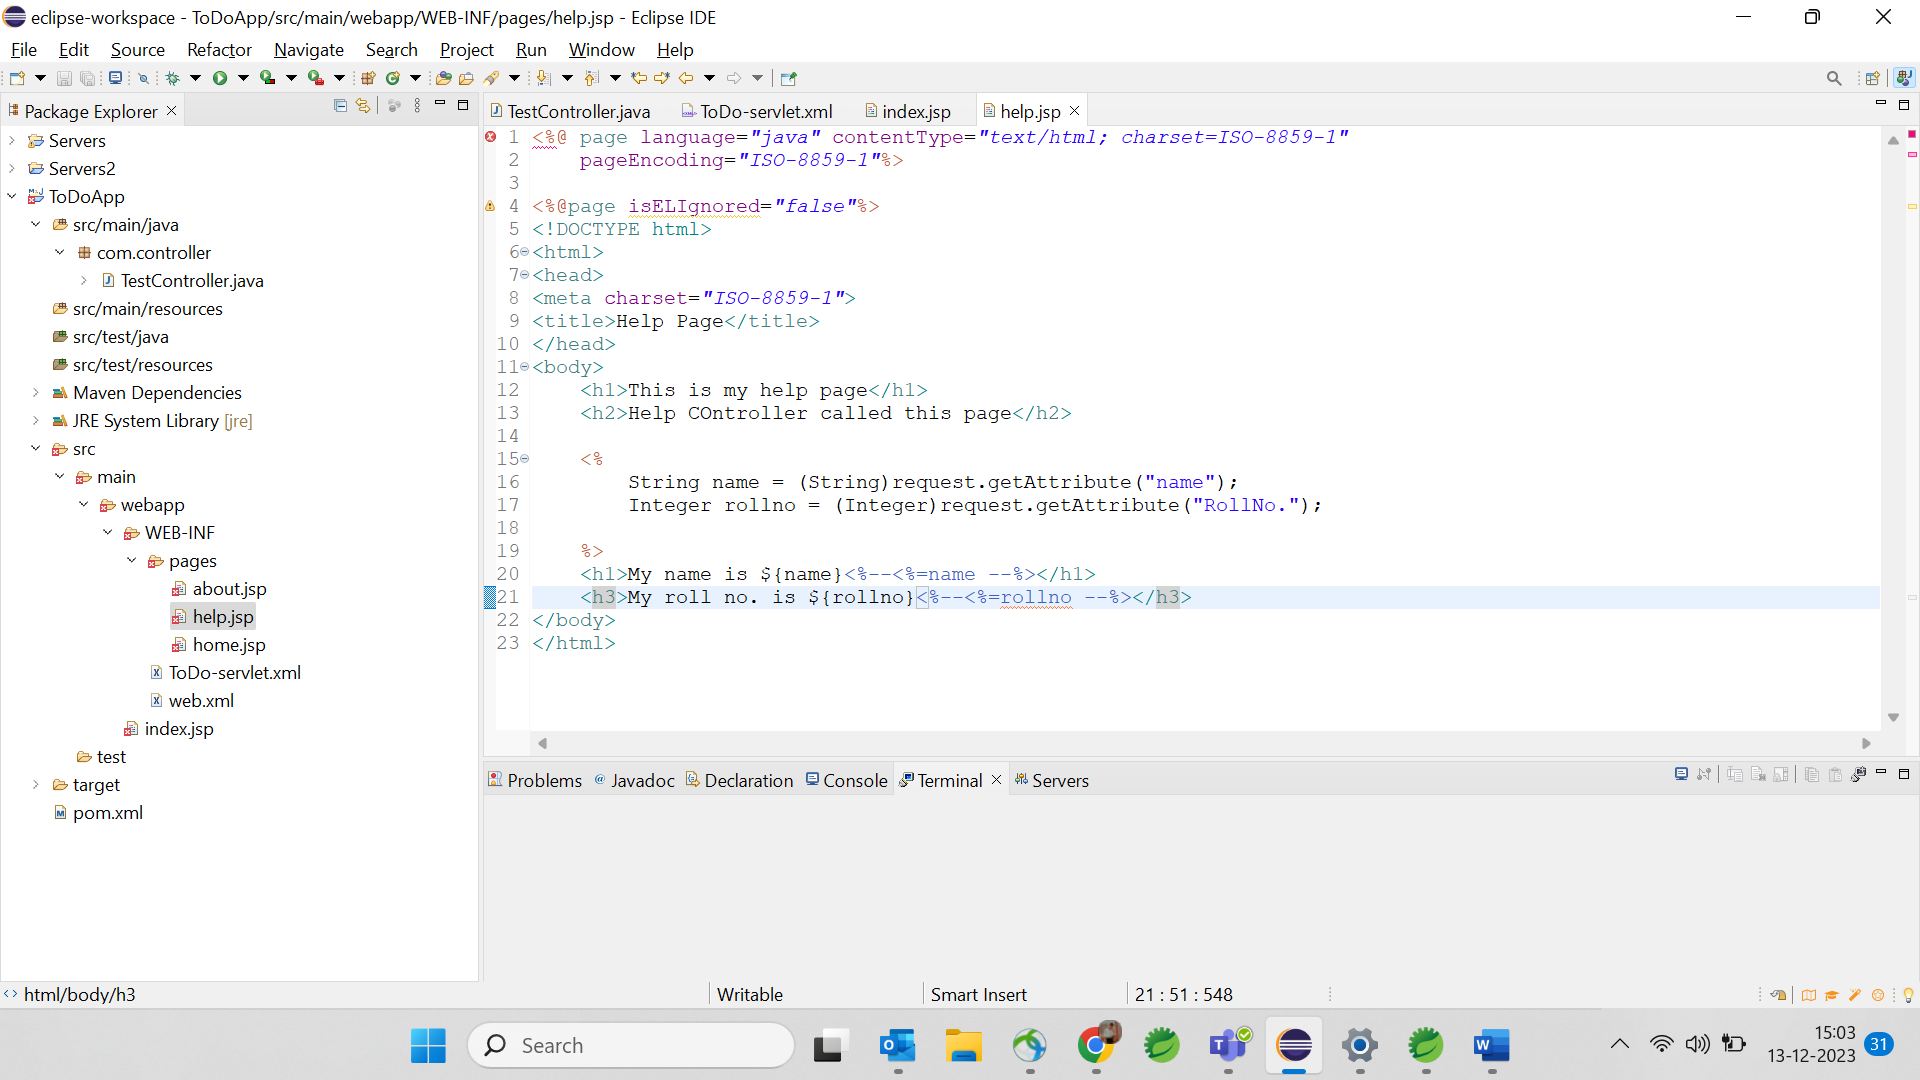 eclipse-workspace - ToDoApp/src/main/webapp/WEB-INF/pages/help.jsp - Eclipse IDE
File Edit Source Refactor Navigate Search Project Run Window Help
Package Explorer
Servers
Servers2
ToDoApp
src/main/java
com.controller
TestController.java
src/main/resources
src/test/java
src/test/resources
Maven Dependencies
JRE System Library [jre]
src
main
webapp
WEB-INF
pages
about.jsp
help.jsp
home.jsp
ToDo-servlet.xml
web.xml
index.jsp
test
target
pom.xml
TestController.java ToDo-servlet.xml index.jsp help.jsp
1 <%@ page language="java" contentType="text/html; charset=ISO-8859-1"
2     pageEncoding="ISO-8859-1"%>
3
4 <%@page isELIgnored="false"%>
5 <!DOCTYPE html>
6 <html>
7 <head>
8 <meta charset="ISO-8859-1">
9 <title>Help Page</title>
10 </head>
11 <body>
12     <h1>This is my help page</h1>
13     <h2>Help COntroller called this page</h2>
14
15     <%
16         String name = (String)request.getAttribute("name");
17         Integer rollno = (Integer)request.getAttribute("RollNo.");
18
19     %>
20     <h1>My name is ${name}<%--<%=name --%></h1>
21     <h3>My roll no. is ${rollno}<%--<%=rollno --%></h3>
22 </body>
23 </html>
Problems Javadoc Declaration Console Terminal Servers
html/body/h3 Writable Smart Insert 21 : 51 : 548
Search
15:03
13-12-2023 31